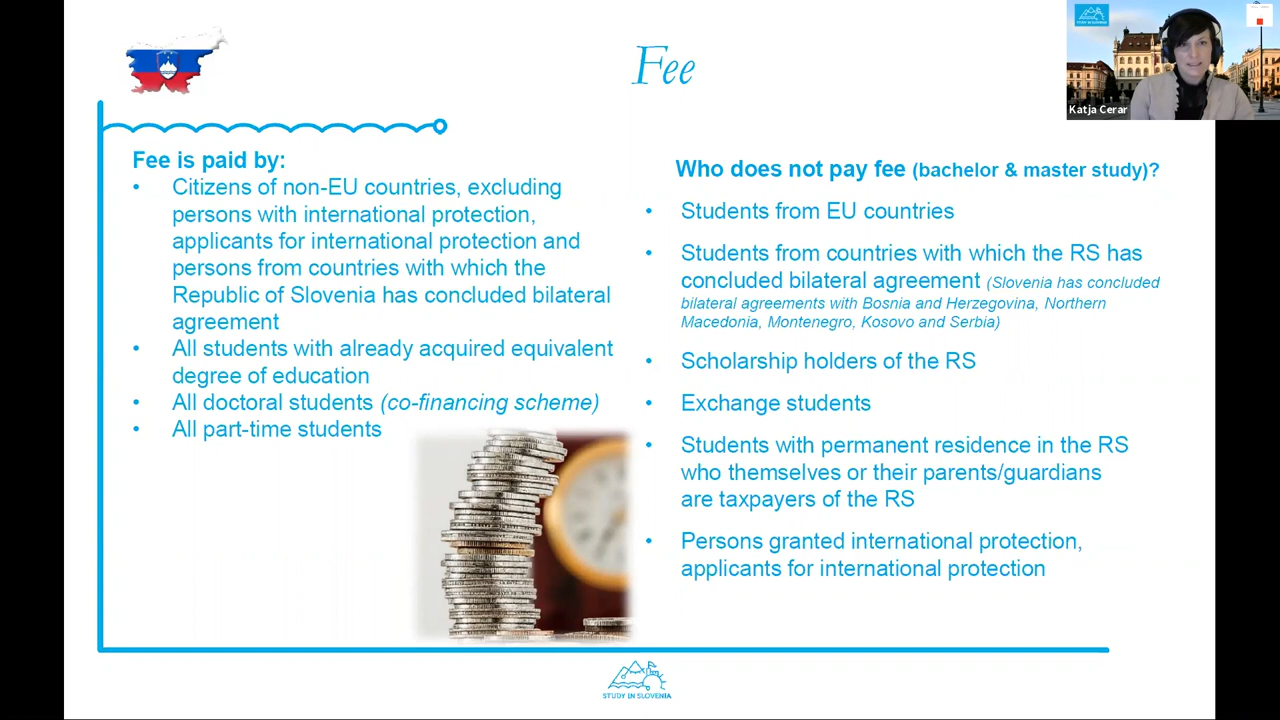 Fee
Fee is paid by:
• Citizens of non-EU countries, excluding
persons with international protection,
applicants for international protection and
persons from countries with which the
Republic of Slovenia has concluded bilateral
agreement
• All students with already acquired equivalent
degree of education
• All doctoral students (co-financing scheme)
• All part-time students
Who does not pay fee (bachelor & master study)?
• Students from EU countries
• Students from countries with which the RS has
concluded bilateral agreement (Slovenia has concluded
bilateral agreements with Bosnia and Herzegovina, Northern
Macedonia, Montenegro, Kosovo and Serbia)
• Scholarship holders of the RS
• Exchange students
• Students with permanent residence in the RS
who themselves or their parents/guardians
are taxpayers of the RS
• Persons granted international protection,
applicants for international protection
STUDY IN SLOVENIA
STUDY IN SLOVENIA
Katja Cerar